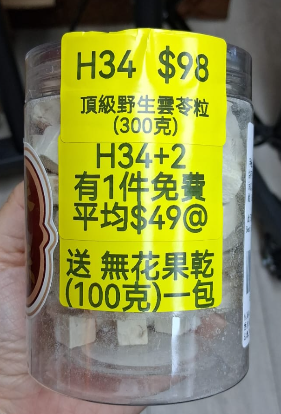 H34 $98
頂級野生雲苓粒
(300克)
H34+2
有1件免費
平均$49@
送 無花果乾
(100克)一包